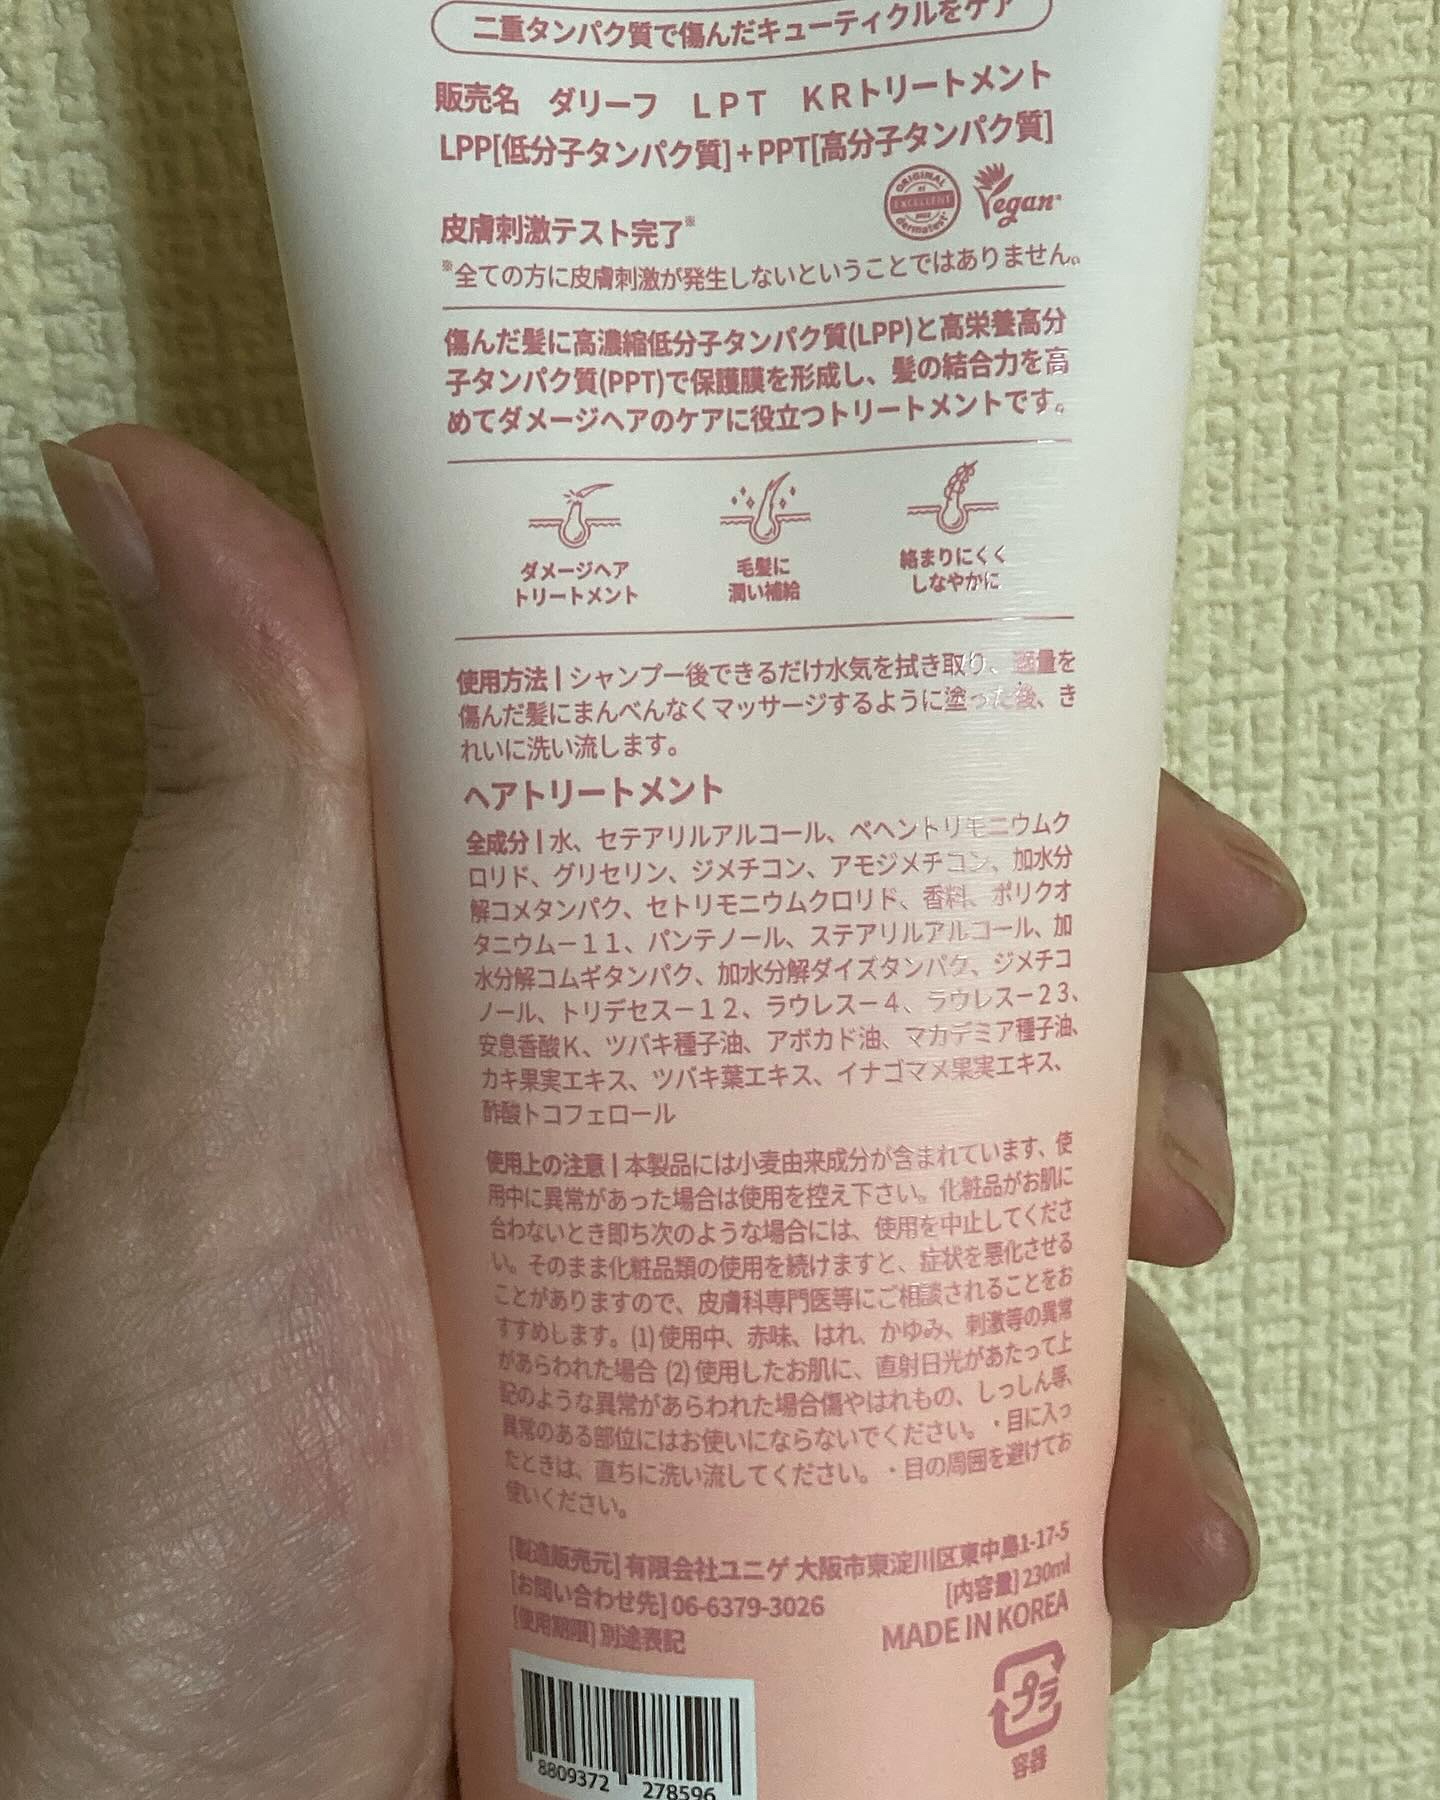 二重タンパク質で傷んだキューティクルをケア
販売名　ダリーフ　ＬＰＴ　ＫＲトリートメント
LPP[低分子タンパク質]+PPT[高分子タンパク質]
ORIGINAL
EXCELLENT
dermatest
Vegan
皮膚刺激テスト完了※
※全ての方に皮膚刺激が発生しないということではありません。
傷んだ髪に高濃縮低分子タンパク質(LPP)と高栄養高分
子タンパク質(PPT)で保護膜を形成し、髪の結合力を高
めてダメージヘアのケアに役立つトリートメントです。
ダメージヘア
トリートメント
毛髪に
潤い補給
絡まりにくく
しなやかに
使用方法 | シャンプー後できるだけ水気を拭き取り、適量を
傷んだ髪にまんべんなくマッサージするように塗った後、き
れいに洗い流します。
ヘアトリートメント
全成分 | 水、セテアリルアルコール、ベヘントリモニウムク
ロリド、グリセリン、ジメチコン、アモジメチコン、加水分
解コメタンパク、セトリモニウムクロリド、香料、ポリクオ
タニウム－１１、パンテノール、ステアリルアルコール、加
水分解コムギタンパク、加水分解ダイズタンパク、ジメチコ
ノール、トリデセス－１２、ラウレス－４、ラウレス－２３、
安息香酸Ｋ、ツバキ種子油、アボカド油、マカデミア種子油、
カキ果実エキス、ツバキ葉エキス、イナゴマメ果実エキス、
酢酸トコフェロール
使用上の注意 | 本製品には小麦由来成分が含まれています、使
用中に異常があった場合は使用を控え下さい。化粧品がお肌に
合わないとき即ち次のような場合には、使用を中止してくださ
い。そのまま化粧品類の使用を続けますと、症状を悪化させる
ことがありますので、皮膚科専門医等にご相談されることをお
すすめします。(1)使用中、赤味、はれ、かゆみ、刺激等の異常
があらわれた場合 (2)使用したお肌に、直射日光があたって上
記のような異常があらわれた場合傷やはれもの、しっしん等、
異常のある部位にはお使いにならないでください。・目に入っ
たときは、直ちに洗い流してください。・目の周囲を避けてお
使いください。
[製造販売元] 有限会社ユニゲ 大阪市東淀川区東中島1-17-5
[お問い合わせ先] 06-6379-3026
[内容量] 230ml
[使用期限] 別途表記
MADE IN KOREA
プラ
容器
8809372 278596